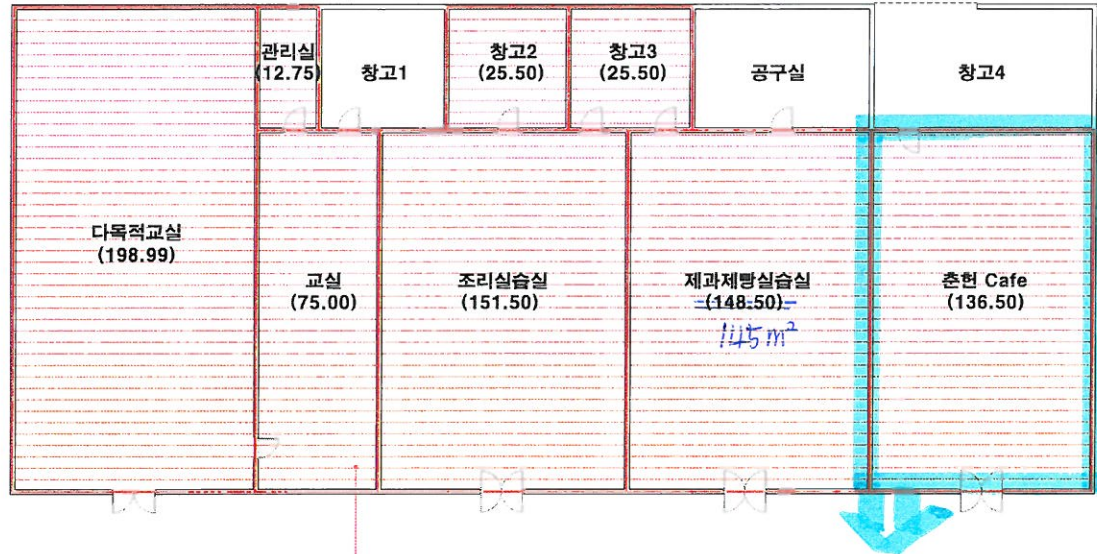 관리실
(12.75)
창고1
창고2
(25.50)
창고3
(25.50)
공구실
창고4
다목적교실
(198.99)
교실
(75.00)
조리실습실
(151.50)
제과제빵실습실
(148.50)
145m²
춘헌 Cafe
(136.50)